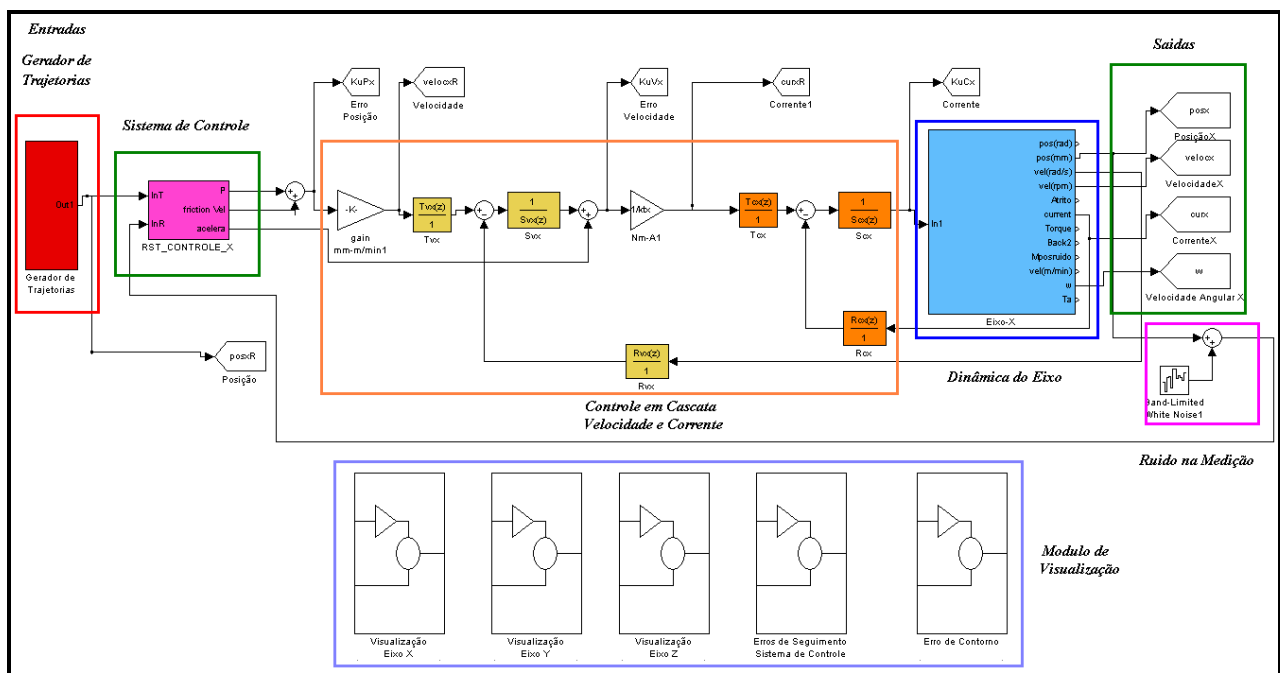 Entradas
Gerador de
Trajetorias
Sistema de Controle
Saidas
KuPx
Erro
Posição
velocxR
Velocidade
KuVx
Erro
Velocidade
curxR
Corrente1
KuCx
Corrente
Out1
Gerador de
Trajetorias
InT
InR
P
friction Vel
acelera
RST_CONTROLE_X
-K-
gain
mm-m/min1
Tvx(z)
1
Tvx
1
Svx(z)
Svx
1/ktx
Nm-A1
Tcx(z)
1
Tcx
1
Scx(z)
Scx
In1
pos(rad)
pos(mm)
vel(rad/s)
vel(rpm)
Atrito
current
Torque
Back2
Mposruido
vel(m/min)
w
Ta
Eixo-X
posx
PosiçãoX
velocx
VelocidadeX
curx
CorrenteX
w
Velocidade Angular X
Rcx(z)
1
Rcx
Rvx(z)
1
Rvx
posxR
Posição
Dinâmica do Eixo
Band-Limited
White Noise1
Controle em Cascata
Velocidade e Corrente
Ruido na Medição
Modulo de
Visualização
Visualização
Eixo X
Visualização
Eixo Y
Visualização
Eixo Z
Erros de Seguimento
Sistema de Controle
Erro de Contorno